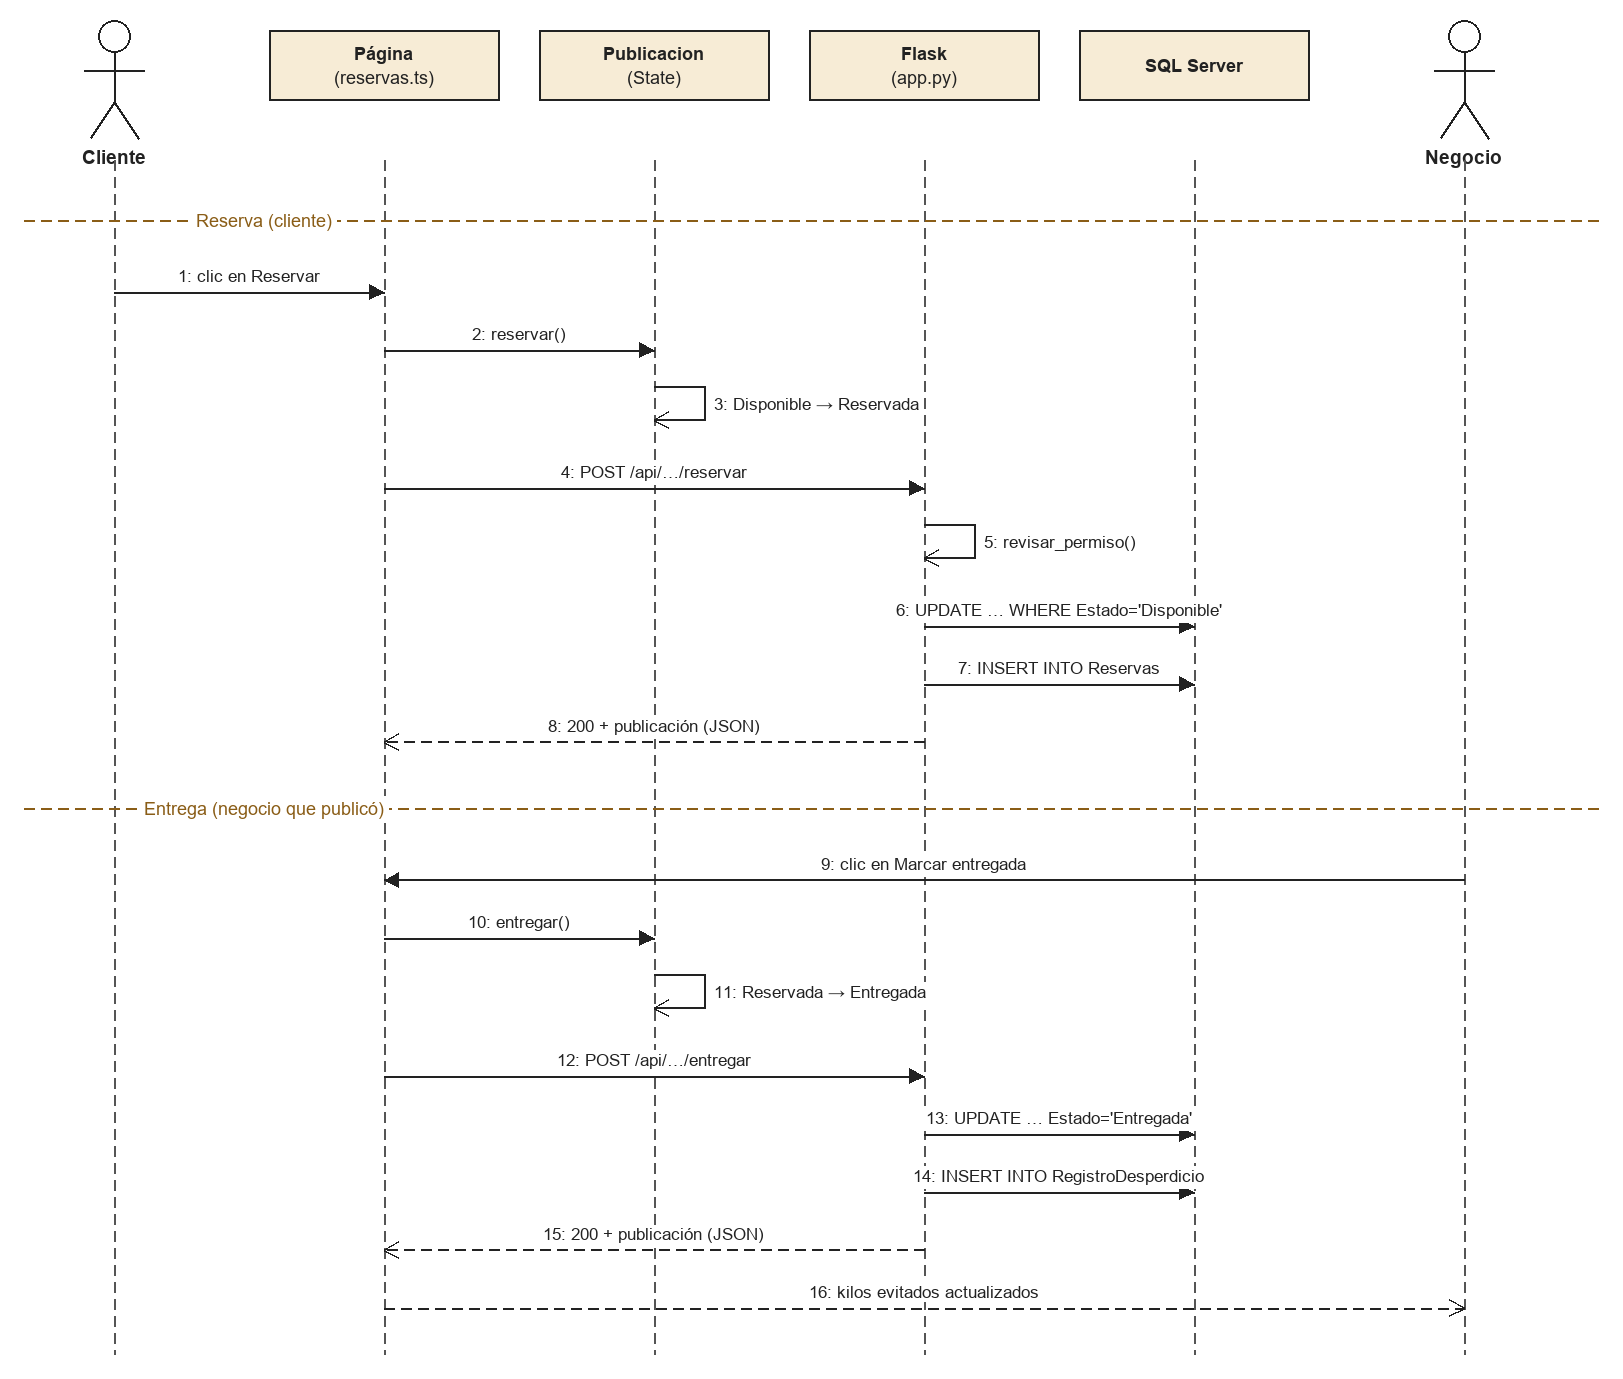 Página
(reservas.ts)
Publicacion
(State)
Flask
(app.py)
SQL Server
Cliente
Negocio
Reserva (cliente)
1: clic en Reservar
2: reservar()
3: Disponible → Reservada
4: POST /api/…/reservar
5: revisar_permiso()
6: UPDATE … WHERE Estado='Disponible'
7: INSERT INTO Reservas
8: 200 + publicación (JSON)
Entrega (negocio que publicó)
9: clic en Marcar entregada
10: entregar()
11: Reservada → Entregada
12: POST /api/…/entregar
13: UPDATE … Estado='Entregada'
14: INSERT INTO RegistroDesperdicio
15: 200 + publicación (JSON)
16: kilos evitados actualizados